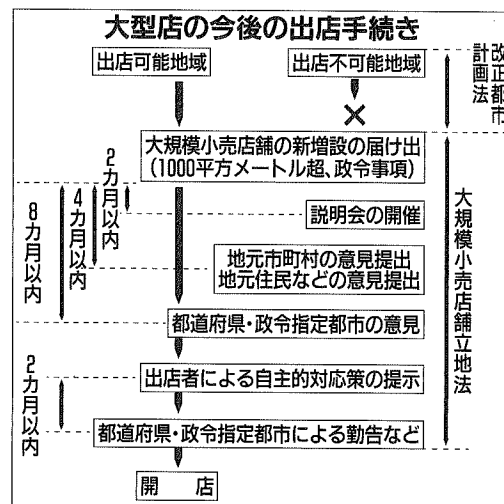 大型店の今後の出店手続き
出店可能地域
出店不可能地域
改正都市
計画法
大規模小売店舗の新増設の届け出
(1000平方メートル超、政令事項)
2カ月以内
説明会の開催
4カ月以内
地元市町村の意見提出
地元住民などの意見提出
8カ月以内
都道府県・政令指定都市の意見
大規模小売店舗立地法
出店者による自主的対応策の提示
2カ月以内
都道府県・政令指定都市による勧告など
開　店